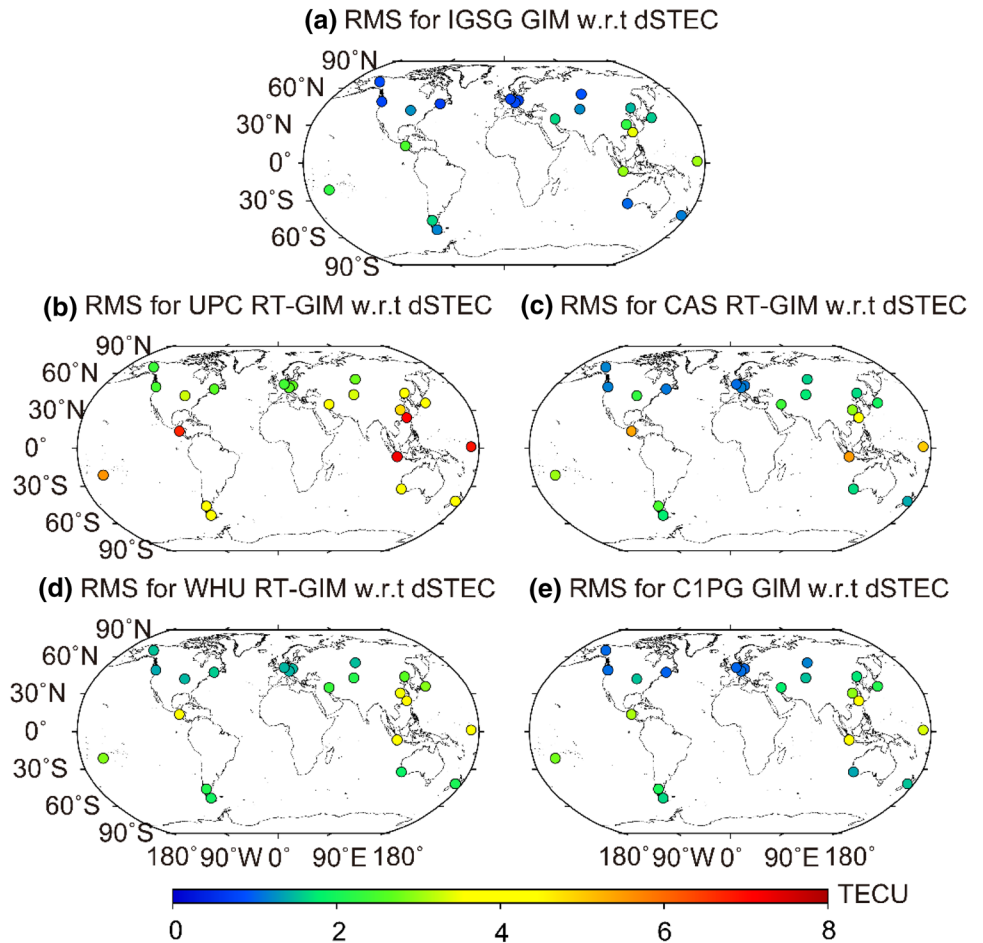 (a) RMS for IGSG GIM w.r.t dSTEC
90˚N
60˚N
30˚N
0˚
30˚S
60˚S
90˚S
(b) RMS for UPC RT-GIM w.r.t dSTEC
(c) RMS for CAS RT-GIM w.r.t dSTEC
90˚N
60˚N
30˚N
0˚
30˚S
60˚S
90˚S
(d) RMS for WHU RT-GIM w.r.t dSTEC
(e) RMS for C1PG GIM w.r.t dSTEC
90˚N
60˚N
30˚N
0˚
30˚S
60˚S
90˚S
180˚ 90˚W 0˚ 90˚E 180˚
180˚ 90˚W 0˚ 90˚E 180˚
TECU
0 2 4 6 8